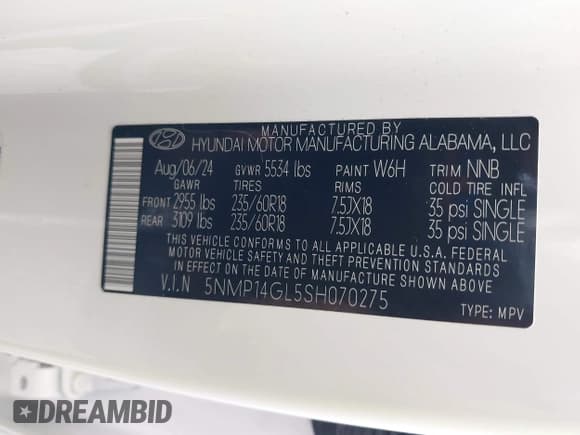 MANUFACTURED BY
HYUNDAI MOTOR MANUFACTURING ALABAMA, LLC
Aug/06/24 GVWR 5534 lbs PAINT W6H TRIM NNB
GAWR TIRES RIMS COLD TIRE INFL
FRONT 2955 lbs 235/60R18 7.5JX18 35 psi SINGLE
REAR 3109 lbs 235/60R18 7.5JX18 35 psi SINGLE
THIS VEHICLE CONFORMS TO ALL APPLICABLE U.S.A. FEDERAL
MOTOR VEHICLE SAFETY, BUMPER, AND THEFT PREVENTION
STANDARDS IN EFFECT ON THE DATE OF MANUFACTURE SHOWN ABOVE
V.I.N 5NMP14GL5SH070275
TYPE: MPV
DREAMBID